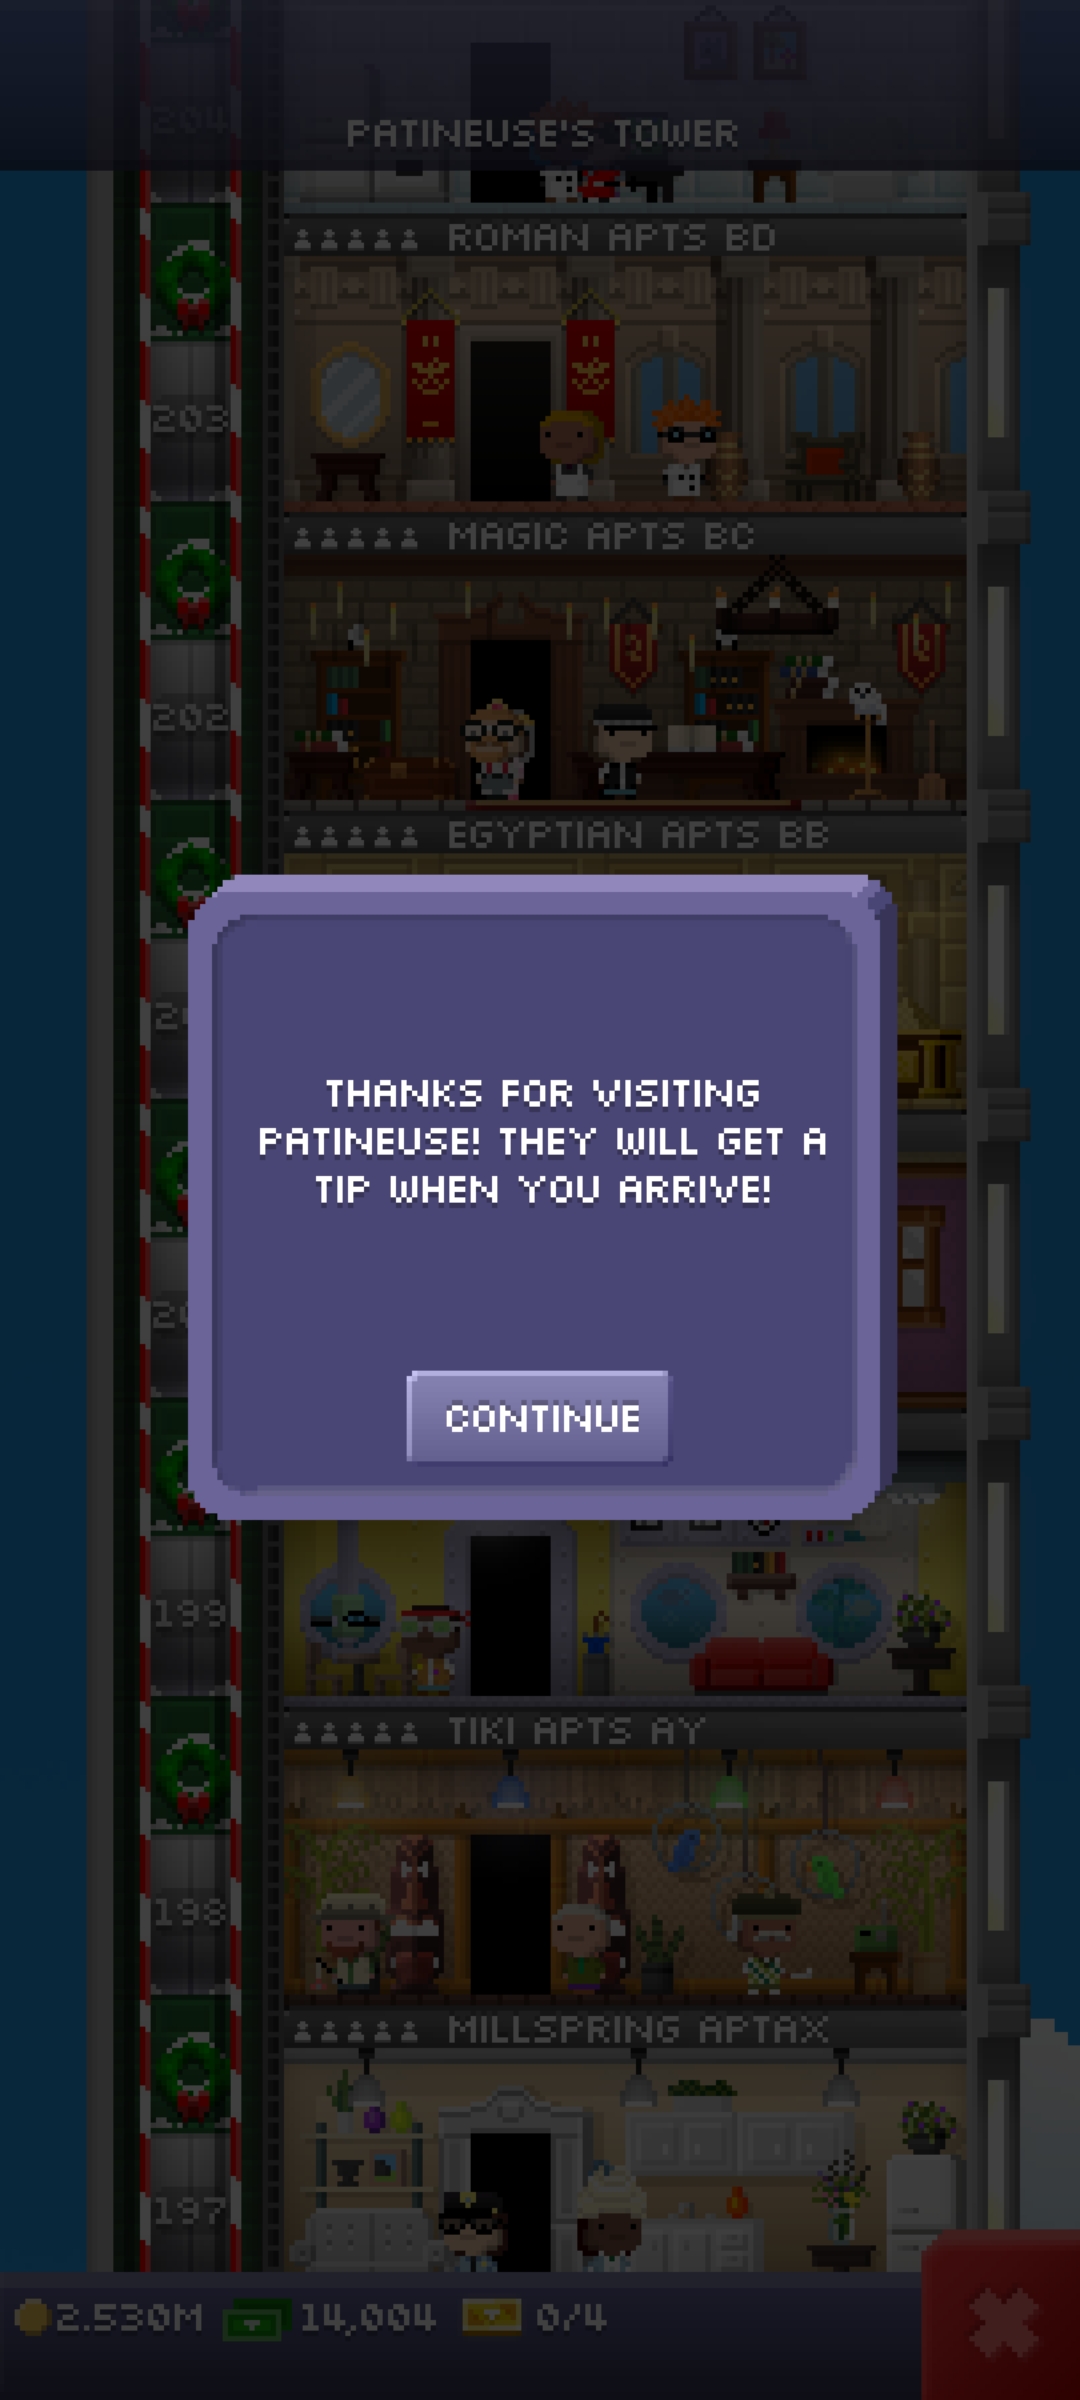 204
PATINEUSE'S TOWER
ROMAN APTS BD
203
MAGIC APTS BC
202
EGYPTIAN APTS BB
THANKS FOR VISITING
PATINEUSE! THEY WILL GET A
TIP WHEN YOU ARRIVE!
CONTINUE
199
TIKI APTS AY
198
MILLSPRING APTAX
197
2.530M 14,004 0/4